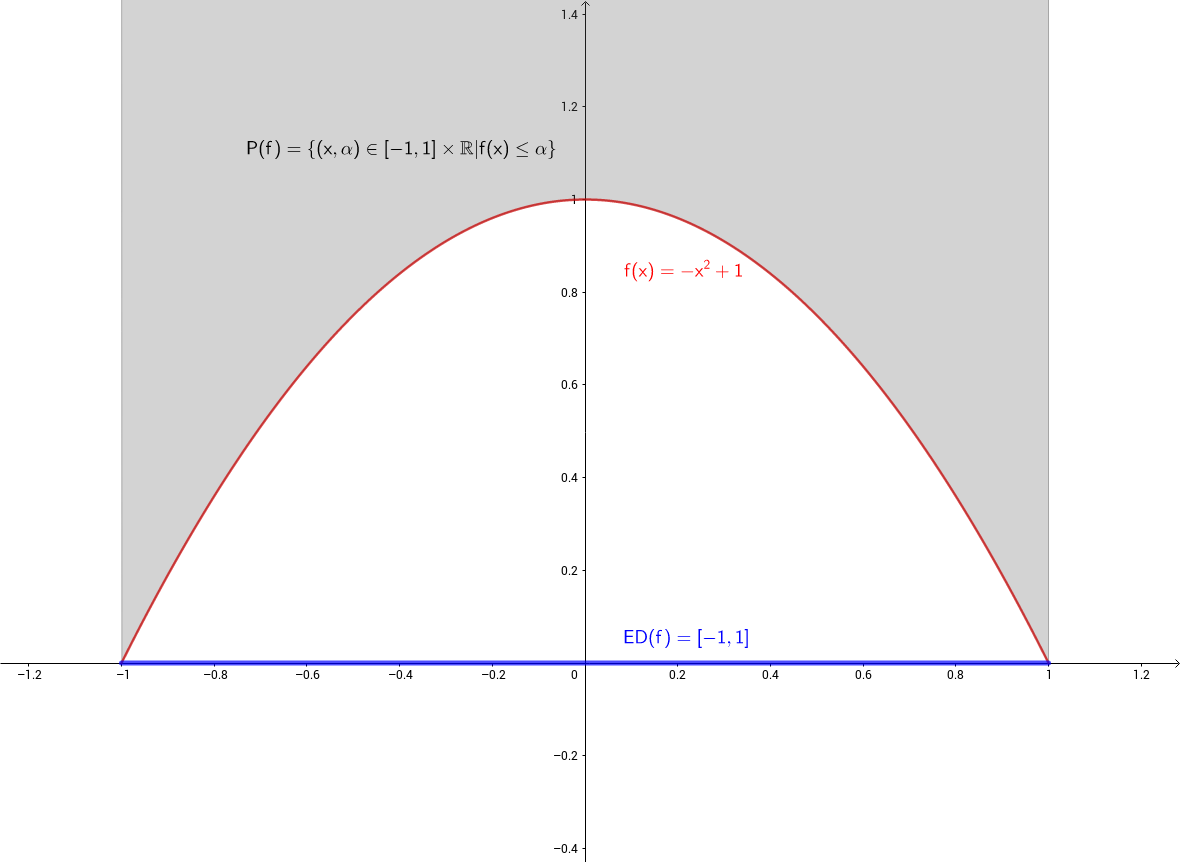 1.4
1.2
P(f) = {(x, α) ∈ [−1, 1] × ℝ|f(x) ≤ α}
1
f(x) = −x² + 1
0.8
0.6
0.4
0.2
ED(f) = [−1, 1]
−1.2 −1 −0.8 −0.6 −0.4 −0.2 0 0.2 0.4 0.6 0.8 1 1.2
−0.2
−0.4